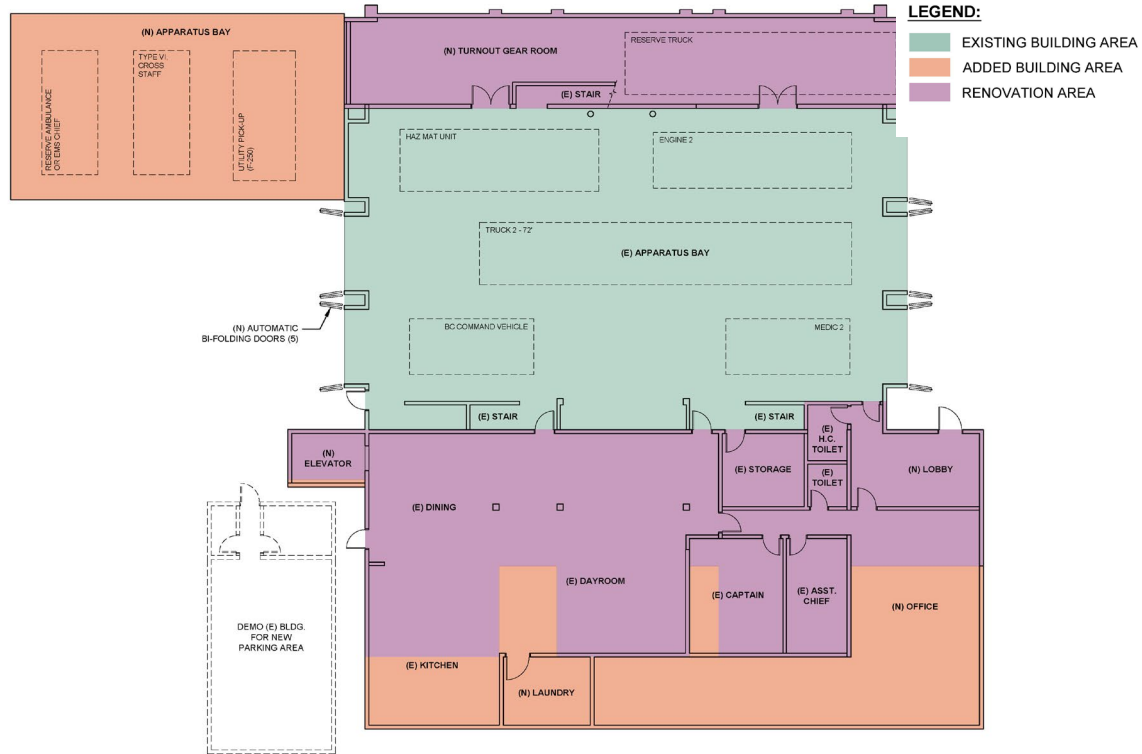 LEGEND:
EXISTING BUILDING AREA
ADDED BUILDING AREA
RENOVATION AREA
(N) APPARATUS BAY
RESERVE AMBULANCE
OR EMS CHIEF
TYPE VI.
CROSS
STAFF
UTILITY PICK-UP
(F-250)
(N) TURNOUT GEAR ROOM
RESERVE TRUCK
(E) STAIR
HAZ MAT UNIT
ENGINE 2
TRUCK 2 - 72'
(E) APPARATUS BAY
(N) AUTOMATIC
BI-FOLDING DOORS (5)
BC COMMAND VEHICLE
MEDIC 2
(E) STAIR
(E) STAIR
(E)
H.C.
TOILET
(N)
ELEVATOR
(E) STORAGE
(E)
TOILET
(N) LOBBY
(E) DINING
(E) DAYROOM
(E) CAPTAIN
(E) ASST.
CHIEF
(N) OFFICE
DEMO (E) BLDG.
FOR NEW
PARKING AREA
(E) KITCHEN
(N) LAUNDRY